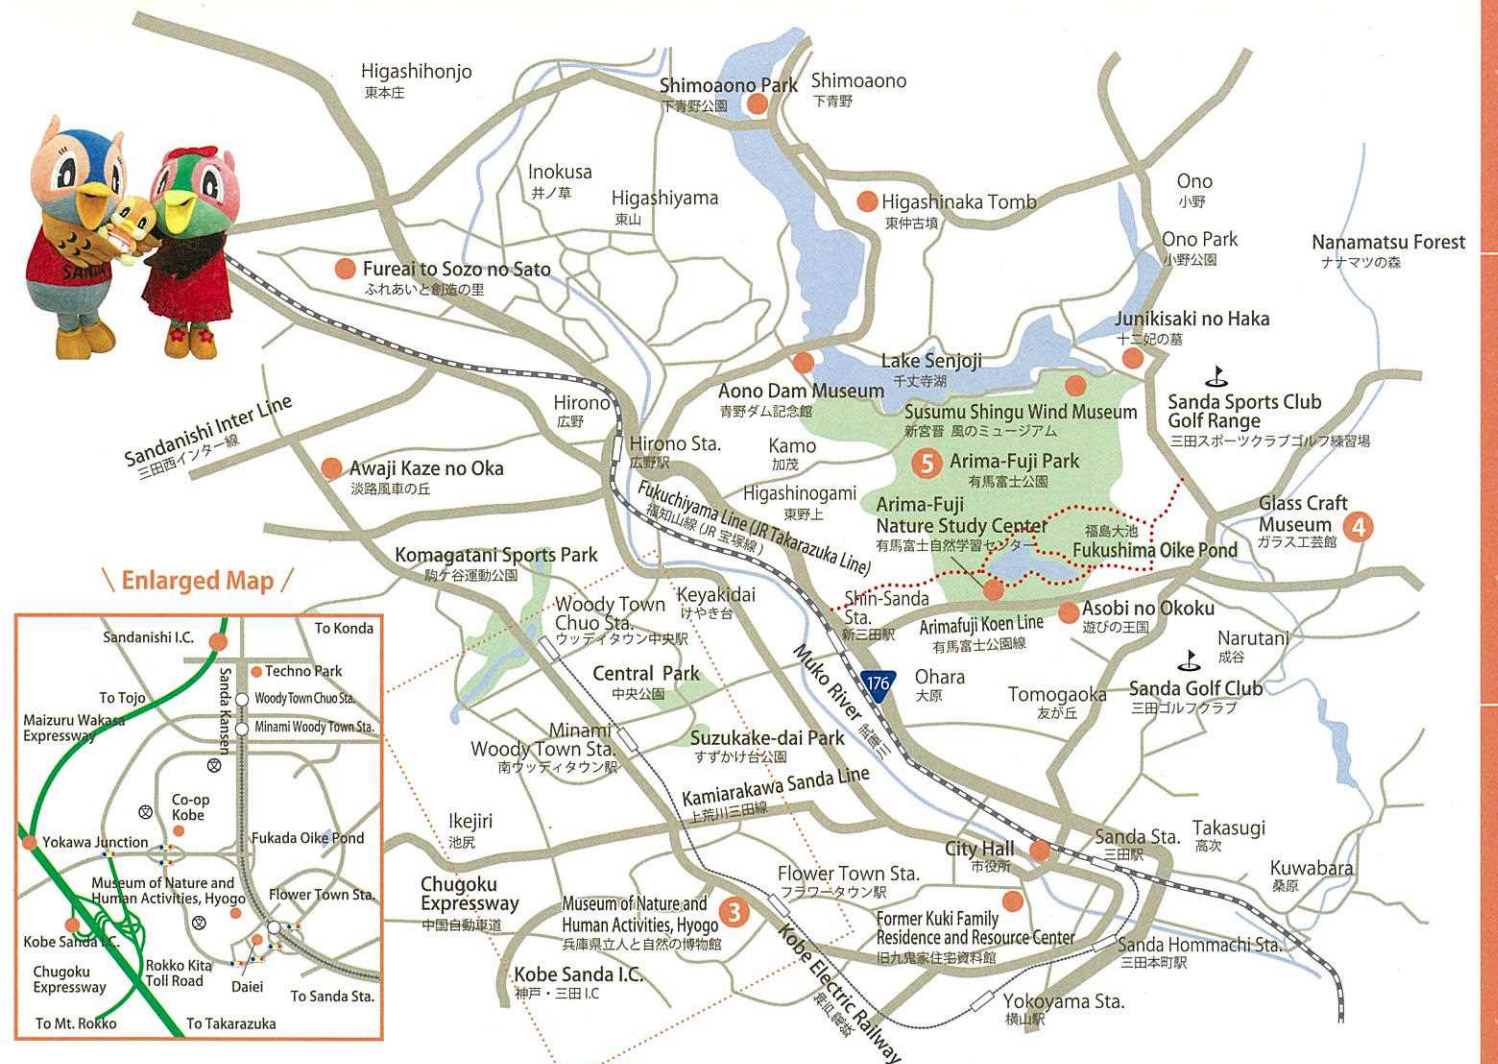 Higashihonjo
東本庄
Shimoaono Park
下青野公園
Shimoaono
下青野
Inokusa
井ノ草
Higashiyama
東山
Higashinaka Tomb
東仲古墳
Ono
小野
Ono Park
小野公園
Nanamatsu Forest
ナナマツの森
SANDA
Fureai to Sozo no Sato
ふれあいと創造の里
Junikisaki no Haka
十二妃の墓
Lake Senjoji
千丈寺湖
Aono Dam Museum
青野ダム記念館
Susumu Shingu Wind Museum
新宮晋 風のミュージアム
Sanda Sports Club
Golf Range
三田スポーツクラブゴルフ練習場
Hirono
広野
Hirono Sta.
広野駅
Sandanishi Inter Line
三田西インター線
Kamo
加茂
5 Arima-Fuji Park
有馬富士公園
Awaji Kaze no Oka
淡路風車の丘
Higashinogami
東野上
Fukuchiyama Line (JR Takarazuka Line)
福知山線 (JR 宝塚線)
Arima-Fuji
Nature Study Center
有馬富士自然学習センター
福島大池
Fukushima Oike Pond
Glass Craft
Museum 4
ガラス工芸館
Komagatani Sports Park
駒ケ谷運動公園
Keyakidai
けやき台
Woody Town
Chuo Sta.
ウッディタウン中央駅
Shin-Sanda
Sta.
新三田駅
Arimafuji Koen Line
有馬富士公園線
Asobi no Okoku
遊びの王国
Narutani
成谷
Central Park
中央公園
Muko River 武庫川
176
Ohara
大原
Tomogaoka
友が丘
Sanda Golf Club
三田ゴルフクラブ
Minami
Woody Town Sta.
南ウッディタウン駅
Suzukake-dai Park
すずかけ台公園
Kamiarakawa Sanda Line
上荒川三田線
Ikejiri
池尻
City Hall
市役所
Sanda Sta.
三田駅
Takasugi
高次
Kuwabara
桑原
Chugoku
Expressway
中国自動車道
Museum of Nature and
Human Activities, Hyogo
兵庫県立人と自然の博物館
3
Flower Town Sta.
フラワータウン駅
Former Kuki Family
Residence and Resource Center
旧九鬼家住宅資料館
Sanda Hommachi Sta.
三田本町駅
Kobe Sanda I.C.
神戸・三田 I.C
Kobe Electric Railway
Yokoyama Sta.
横山駅
\ Enlarged Map /
Sandanishi I.C.
To Konda
Sanda Kansen
Techno Park
To Tojo
Woody Town Chuo Sta.
Maizuru Wakasa
Expressway
Minami Woody Town Sta.
Co-op
Kobe
Yokawa Junction
Fukada Oike Pond
Museum of Nature and
Human Activities, Hyogo
Flower Town Sta.
Kobe Sanda I.C.
Chugoku
Expressway
Rokko Kita
Toll Road
Daiei
To Sanda Sta.
To Mt. Rokko
To Takarazuka